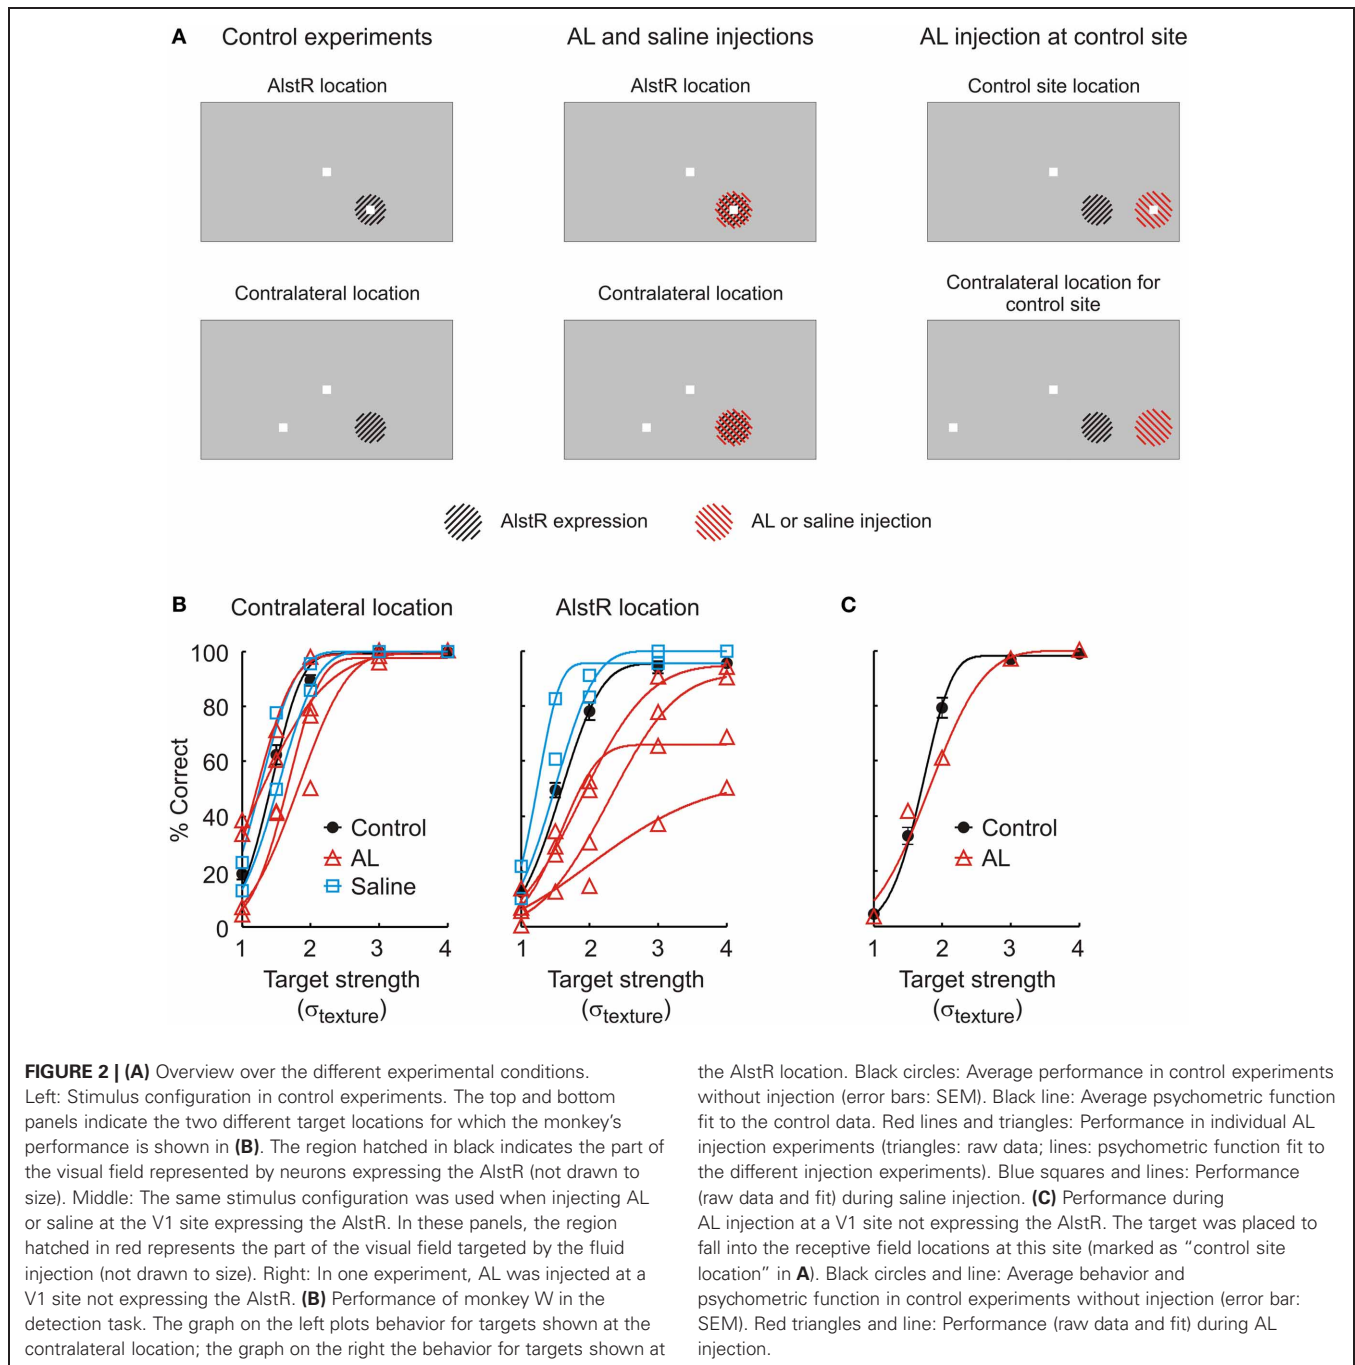 A Control experiments AL and saline injections AL injection at control site
AlstR location AlstR location Control site location
Contralateral location Contralateral location Contralateral location for
control site
AlstR expression AL or saline injection
B Contralateral location AlstR location C
100
80
60
40
20
0
% Correct
Control
AL
Saline
Control
AL
1 2 3 4 1 2 3 4 1 2 3 4
Target strength Target strength Target strength
(σtexture) (σtexture) (σtexture)
FIGURE 2 | (A) Overview over the different experimental conditions.
Left: Stimulus configuration in control experiments. The top and bottom
panels indicate the two different target locations for which the monkey's
performance is shown in (B). The region hatched in black indicates the part of
the visual field represented by neurons expressing the AlstR (not drawn to
size). Middle: The same stimulus configuration was used when injecting AL
or saline at the V1 site expressing the AlstR. In these panels, the region
hatched in red represents the part of the visual field targeted by the fluid
injection (not drawn to size). Right: In one experiment, AL was injected at a
V1 site not expressing the AlstR. (B) Performance of monkey W in the
detection task. The graph on the left plots behavior for targets shown at the
contralateral location; the graph on the right the behavior for targets shown at
the AlstR location. Black circles: Average performance in control experiments
without injection (error bars: SEM). Black line: Average psychometric function
fit to the control data. Red lines and triangles: Performance in individual AL
injection experiments (triangles: raw data; lines: psychometric function fit to
the different injection experiments). Blue squares and lines: Performance
(raw data and fit) during saline injection. (C) Performance during
AL injection at a V1 site not expressing the AlstR. The target was placed to
fall into the receptive field locations at this site (marked as “control site
location” in A). Black circles and line: Average behavior and
psychometric function in control experiments without injection (error bar:
SEM). Red triangles and line: Performance (raw data and fit) during AL
injection.